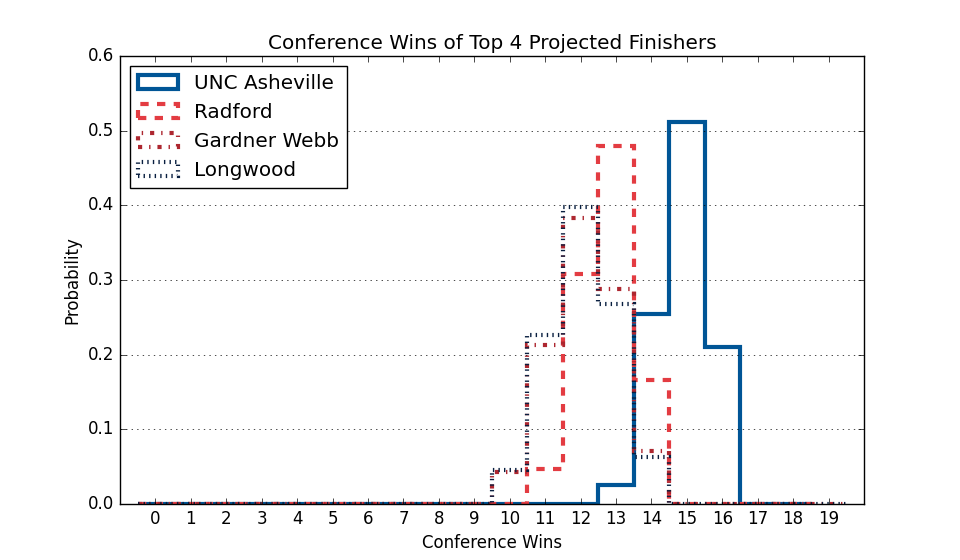 Conference Wins of Top 4 Projected Finishers
0.6
0.5
0.4
0.3
0.2
0.1
0.0
Probability
UNC Asheville
Radford
Gardner Webb
Longwood
0 1 2 3 4 5 6 7 8 9 10 11 12 13 14 15 16 17 18 19
Conference Wins